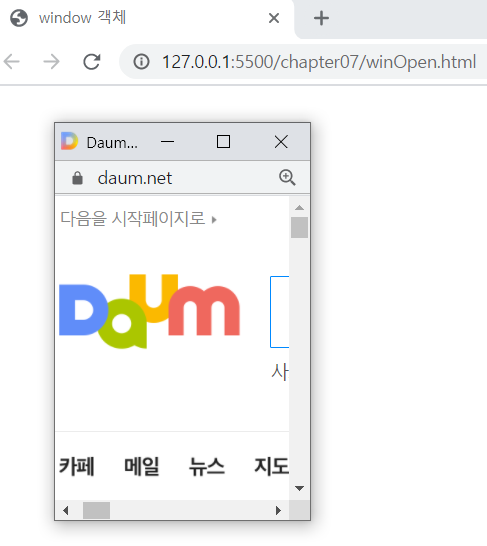 window 객체
127.0.0.1:5500/chapter07/winOpen.html
Daum...
daum.net
다음을 시작페이지로
Daum
사
카페 메일 뉴스 지도